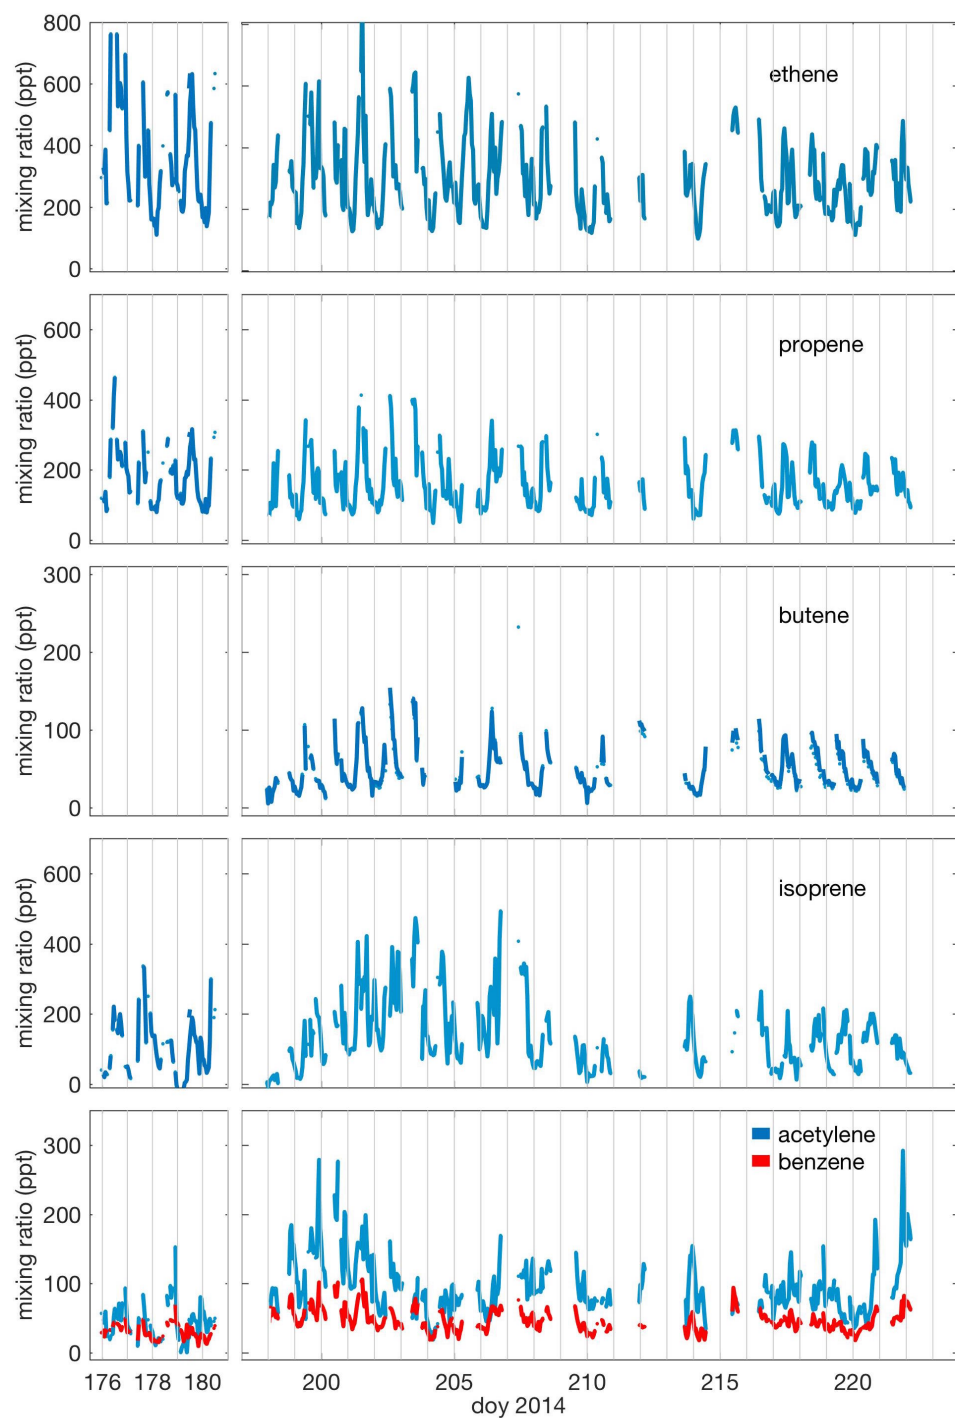 800
600
400
200
0
mixing ratio (ppt)
ethene
600
400
200
0
mixing ratio (ppt)
propene
300
200
100
0
mixing ratio (ppt)
butene
600
400
200
0
mixing ratio (ppt)
isoprene
300
200
100
0
mixing ratio (ppt)
acetylene
benzene
176 178 180 200 205 210 215 220
doy 2014